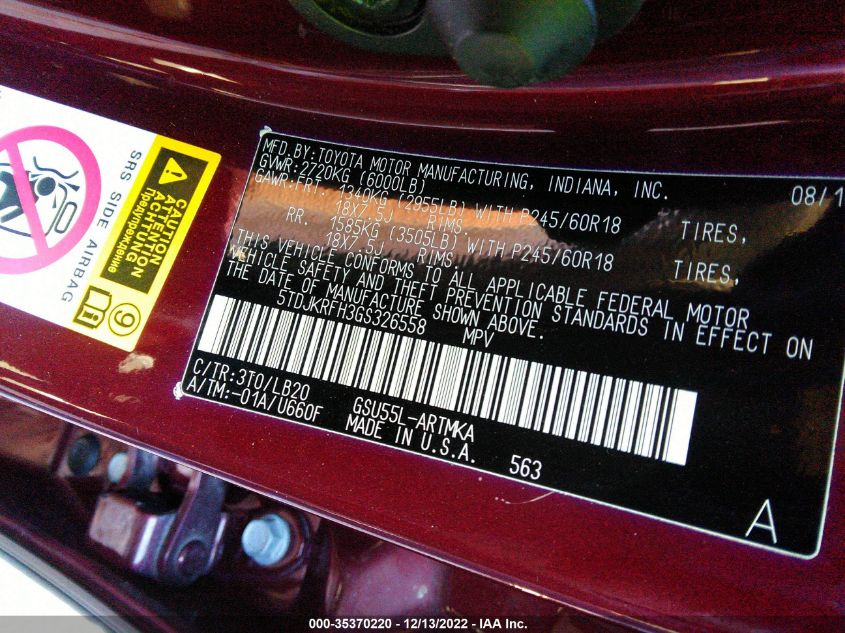 SRS SIDE AIRBAG
CAUTION
ATTENTION
ACHTUNG
Предупреждение
9
MFD. BY: TOYOTA MOTOR MANUFACTURING, INDIANA, INC. 08/1
GVWR: 2720KG (6000LB)
GAWR: FRT. 1340KG (2955LB) WITH P245/60R18 TIRES,
18X7.5J RIMS.
RR. 1585KG (3505LB) WITH P245/60R18 TIRES,
18X7.5J RIMS
THIS VEHICLE CONFORMS TO ALL APPLICABLE FEDERAL MOTOR
VEHICLE SAFETY AND THEFT PREVENTION STANDARDS IN EFFECT ON
THE DATE OF MANUFACTURE SHOWN ABOVE.
5TDJKRFH3GS326558 MPV
C/TR:3T0/LB20 GSU55L-ARTMKA
A/TM:-01A/U660F MADE IN U.S.A. 563
A
000-35370220 - 12/13/2022 - IAA Inc.